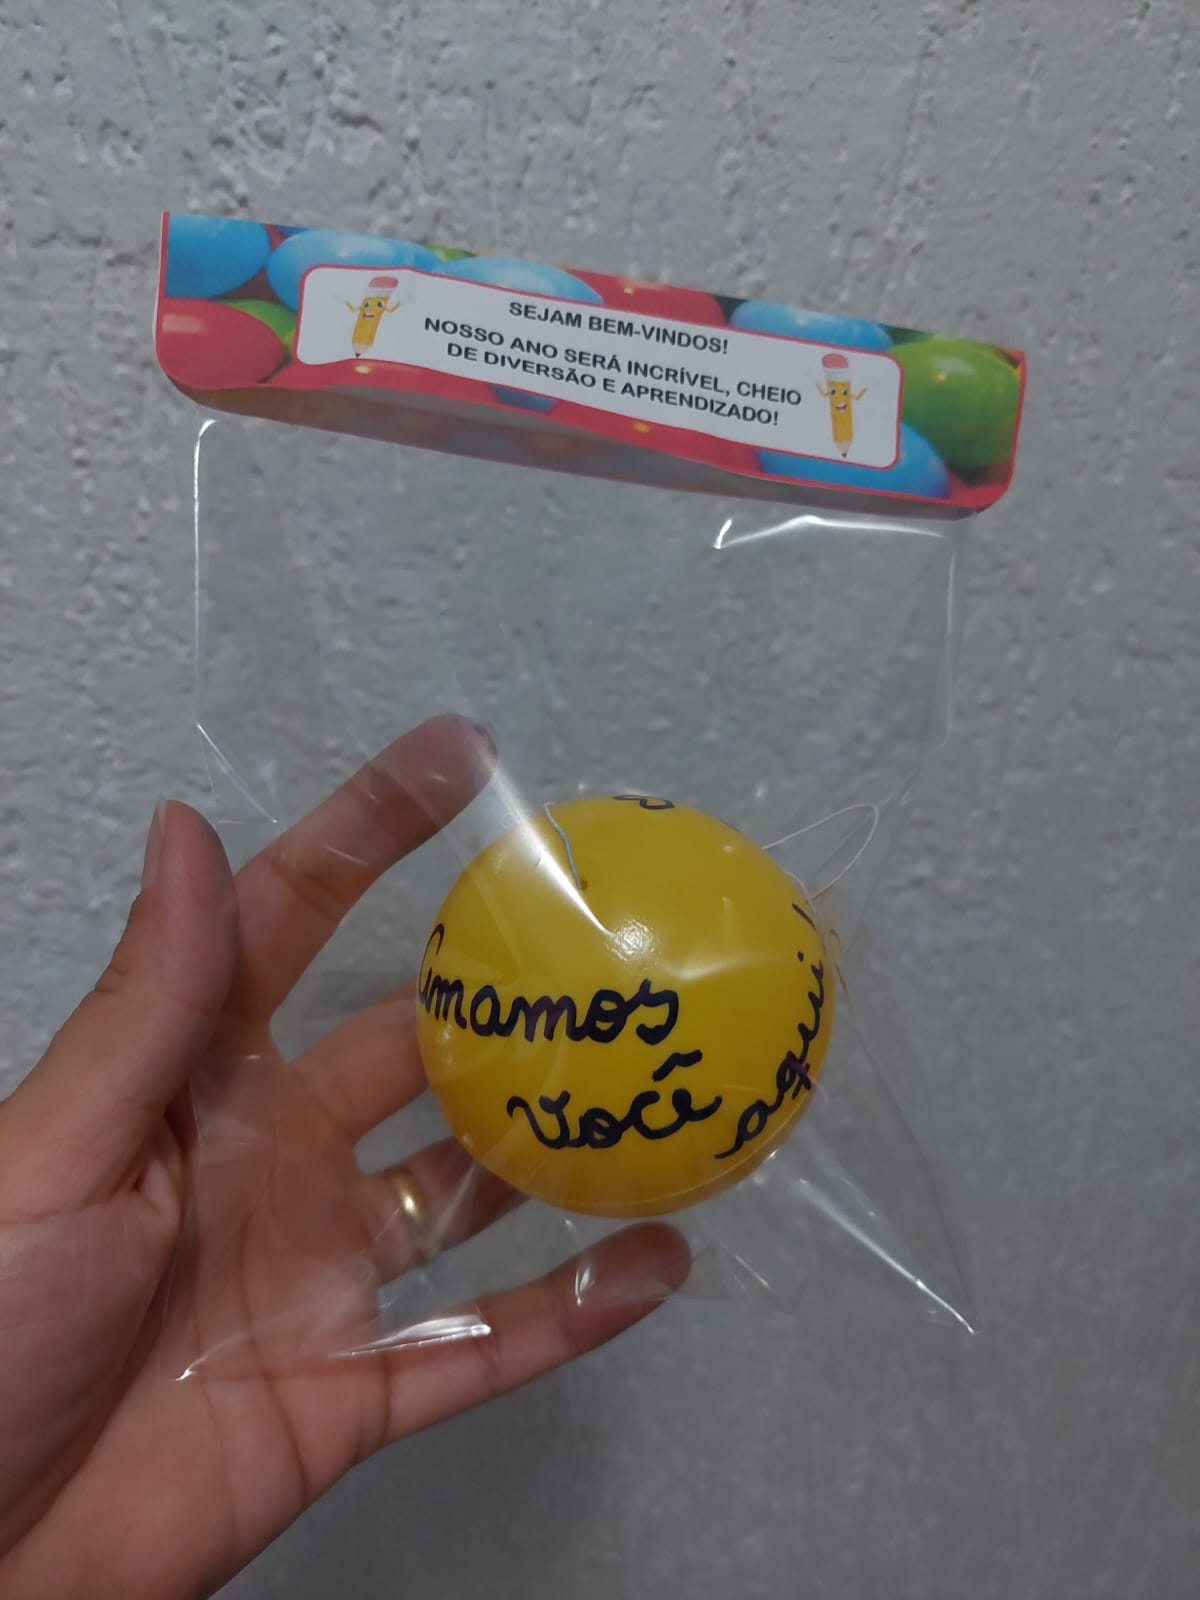 SEJAM BEM-VINDOS!
NOSSO ANO SERÁ INCRÍVEL, CHEIO
DE DIVERSÃO E APRENDIZADO!
Amamos
você
aqui!